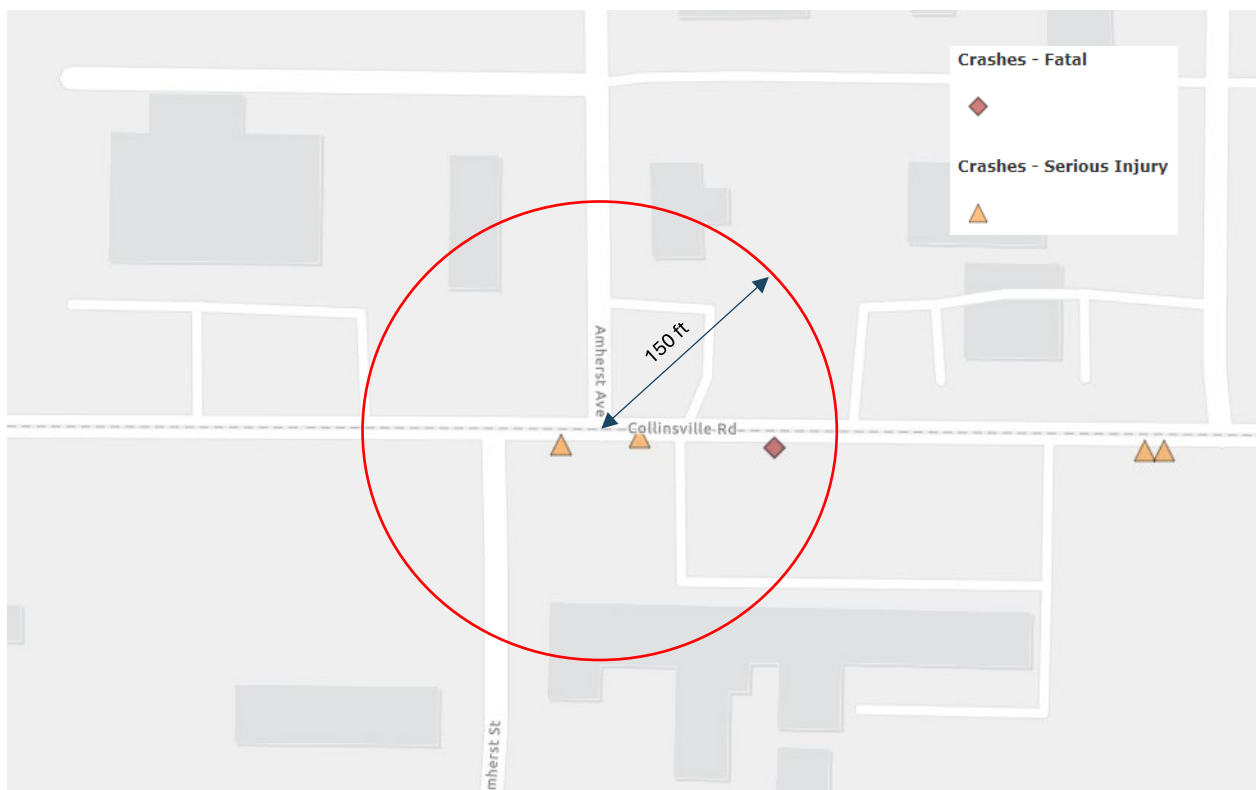 Crashes - Fatal
Crashes - Serious Injury
150 ft
Amherst Ave
Collinsville Rd
mherst St